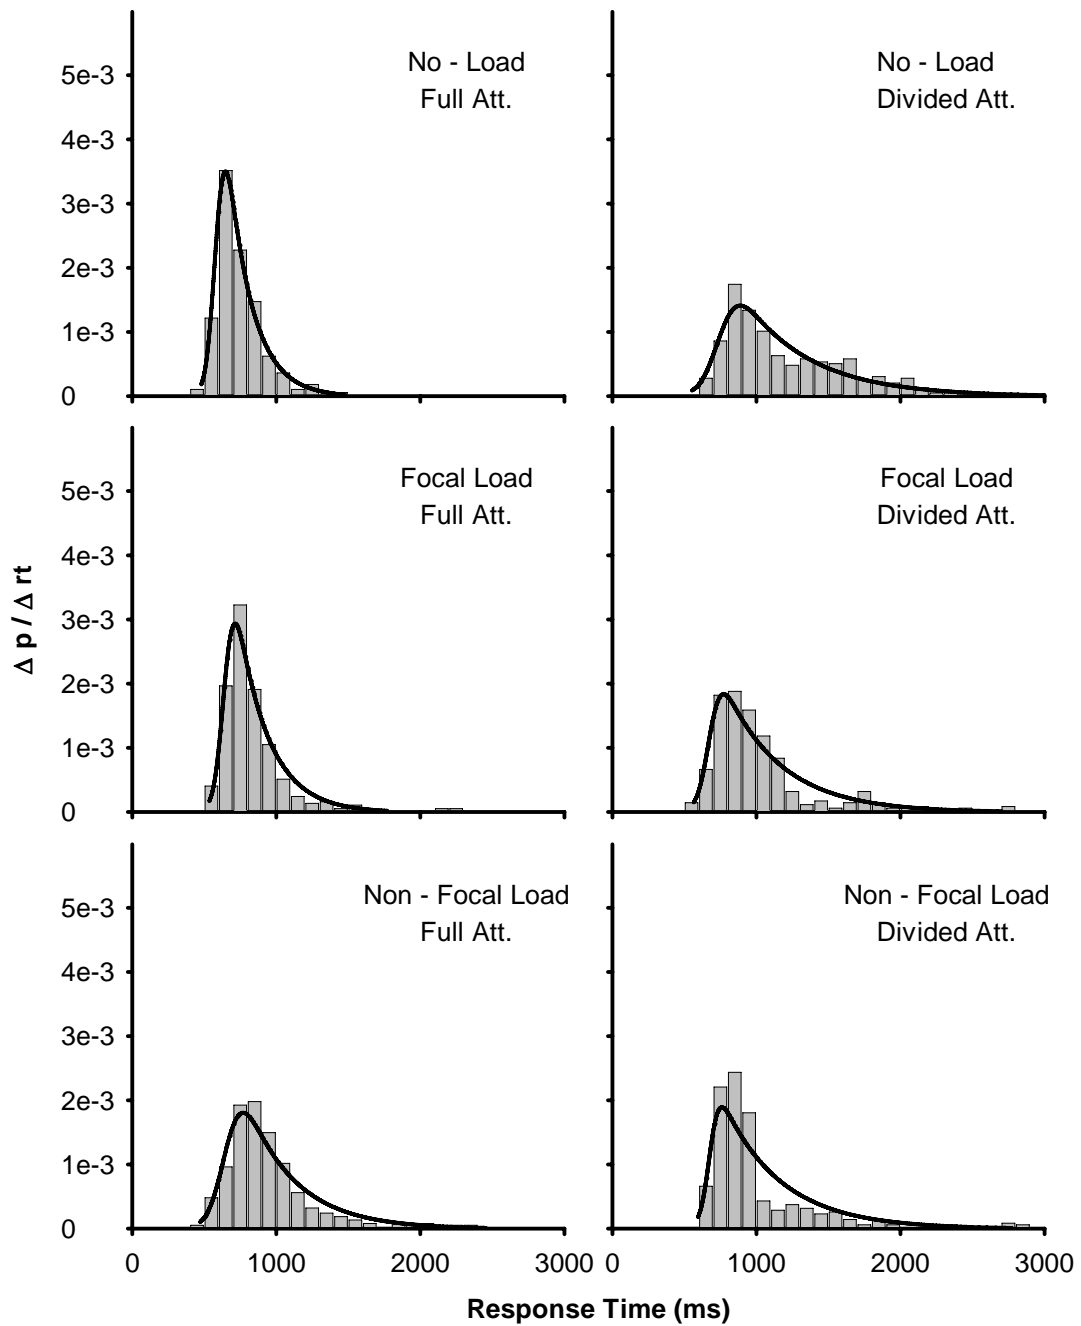 No - Load
Full Att.
No - Load
Divided Att.
5e-3
4e-3
3e-3
2e-3
1e-3
0
Focal Load
Full Att.
Focal Load
Divided Att.
5e-3
4e-3
3e-3
2e-3
1e-3
0
Δ p / Δ rt
Non - Focal Load
Full Att.
Non - Focal Load
Divided Att.
5e-3
4e-3
3e-3
2e-3
1e-3
0
0 1000 2000 3000 0 1000 2000 3000
Response Time (ms)